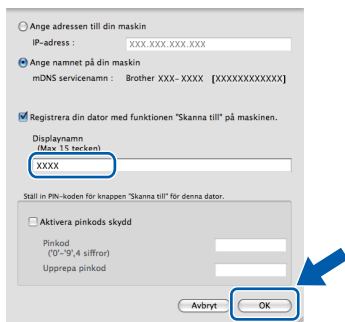 Ange adressen till din maskin
IP-adress : XXX.XXX.XXX.XXX
Ange namnet på din maskin
mDNS servicenamn : Brother XXX-XXXX [XXXXXXXXXXXX]
Registrera din dator med funktionen "Skanna till" på maskinen.
Displaynamn
(Max 15 tecken)
XXXX
Ställ in PIN-koden för knappen "Skanna till" för denna dator.
Aktivera pinkods skydd
Pinkod
('0'-'9',4 siffror)
Upprepa pinkod
Avbryt OK